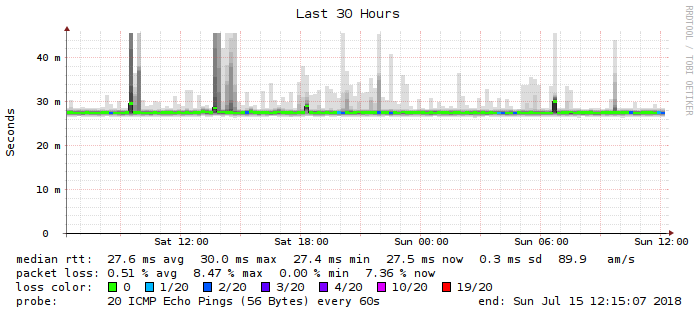 Last 30 Hours
RRDTOOL / TOBI OETIKER
Seconds
40 m
30 m
20 m
10 m
0
Sat 12:00 Sat 18:00 Sun 00:00 Sun 06:00 Sun 12:00
median rtt: 27.6 ms avg 30.0 ms max 27.4 ms min 27.5 ms now 0.3 ms sd 89.9 am/s
packet loss: 0.51 % avg 8.47 % max 0.00 % min 7.36 % now
loss color: 0 1/20 2/20 3/20 4/20 10/20 19/20
probe: 20 ICMP Echo Pings (56 Bytes) every 60s end: Sun Jul 15 12:15:07 2018